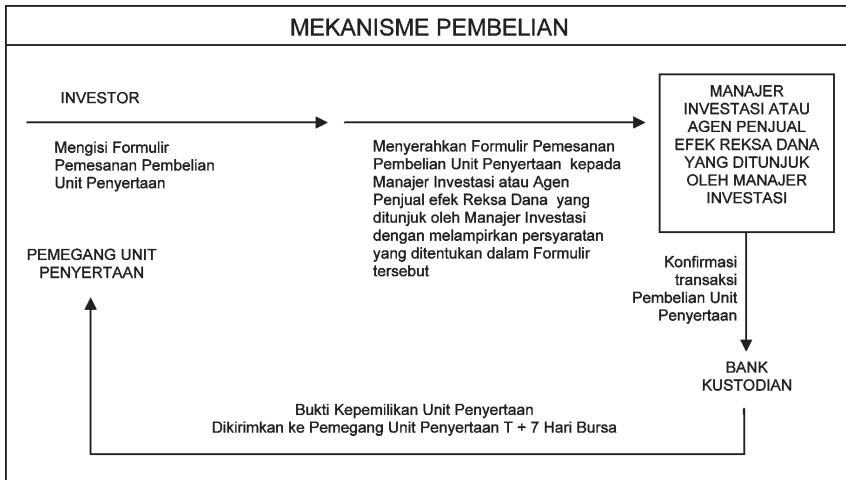 MEKANISME PEMBELIAN
INVESTOR
Mengisi Formulir
Pemesanan Pembelian
Unit Penyertaan
Menyerahkan Formulir Pemesanan
Pembelian Unit Penyertaan kepada
Manajer Investasi atau Agen
Penjual efek Reksa Dana yang
ditunjuk oleh Manajer Investasi
dengan melampirkan persyaratan
yang ditentukan dalam Formulir
tersebut
MANAJER
INVESTASI ATAU
AGEN PENJUAL
EFEK REKSA DANA
YANG DITUNJUK
OLEH MANAJER
INVESTASI
Konfirmasi
transaksi
Pembelian Unit
Penyertaan
BANK
KUSTODIAN
Bukti Kepemilikan Unit Penyertaan
Dikirimkan ke Pemegang Unit Penyertaan T + 7 Hari Bursa
PEMEGANG UNIT
PENYERTAAN